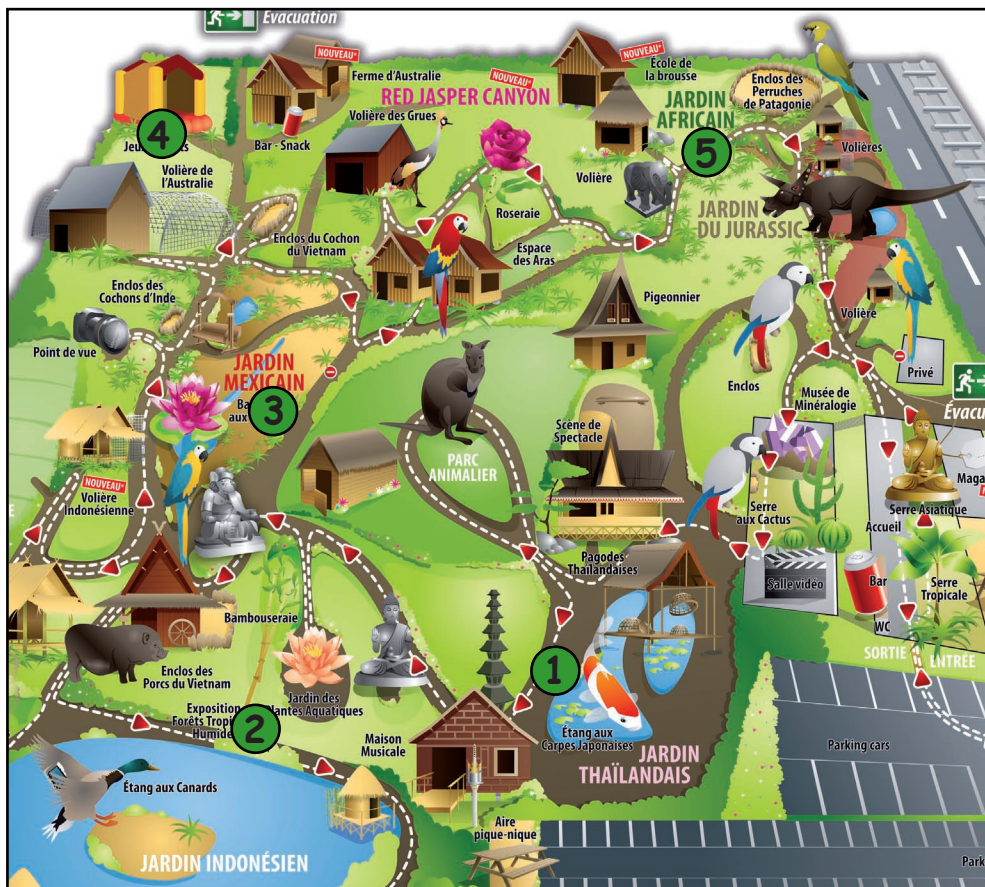 Évacuation
NOUVEAU*
Ferme d'Australie
NOUVEAU*
RED JASPER CANYON
Volière des Grues
NOUVEAU*
École de
la brousse
JARDIN
AFRICAIN
Enclos des
Perruches
de Patagonie
4
Bar - Snack
5
Volière de
l'Australie
Volière
Volières
Roseraie
JARDIN
DU JURASSIC
Enclos du Cochon
du Vietnam
Espace
des Aras
Enclos des
Cochons d'Inde
Pigeonnier
Point de vue
Volière
JARDIN
MEXICAIN
3
Enclos
Privé
Musée de
Minéralogie
Scène de
Spectacle
PARC
ANIMALIER
NOUVEAU*
Volière
Indonésienne
Serre
aux Cactus
Serre Asiatique
Accueil
Pagodes
Thaïlandaises
Salle vidéo
Bar
Serre
Tropicale
WC
Bambouseraie
SORTIE
ENTRÉE
Enclos des
Porcs du Vietnam
1
Jardin des
Aquatiques
Exposition
Forêts
2
Maison
Musicale
Étang aux
Carpes Japonaises
JARDIN
THAÏLANDAIS
Parking cars
Étang aux Canards
Aire
pique-nique
JARDIN INDONÉSIEN